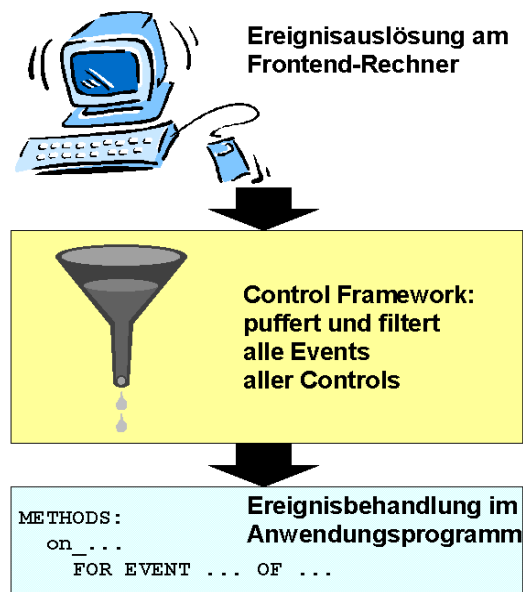 Ereignisauslösung am
Frontend-Rechner
Control Framework:
puffert und filtert
alle Events
aller Controls
Ereignisbehandlung im
Anwendungsprogramm
METHODS:
on_...
FOR EVENT ... OF ...